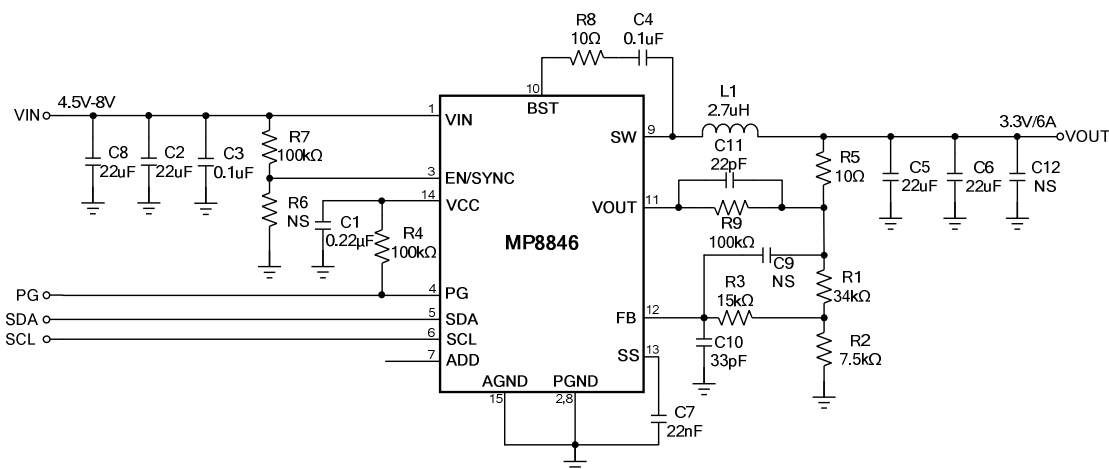 R8
10Ω
C4
0.1uF
10
BST
VIN
4.5V-8V
1
VIN
L1
2.7uH
SW
9
3.3V/6A
VOUT
C8
22uF
C2
22uF
C3
0.1uF
R7
100kΩ
C11
22pF
R5
10Ω
C5
22uF
C6
22uF
C12
NS
3
EN/SYNC
R6
NS
14
VCC
VOUT
11
R9
100kΩ
C1
0.22µF
R4
100kΩ
MP8846
C9
NS
R1
34kΩ
PG
4
PG
R3
15kΩ
SDA
5
SDA
FB
12
SCL
6
SCL
C10
33pF
R2
7.5kΩ
7
ADD
SS
13
AGND
PGND
15
2,8
C7
22nF